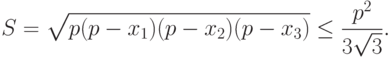 S = \sqrt{p(p - x_1)(p - x_2)(p - x_3)} \leq \frac{p^2}{3\sqrt{3}}.